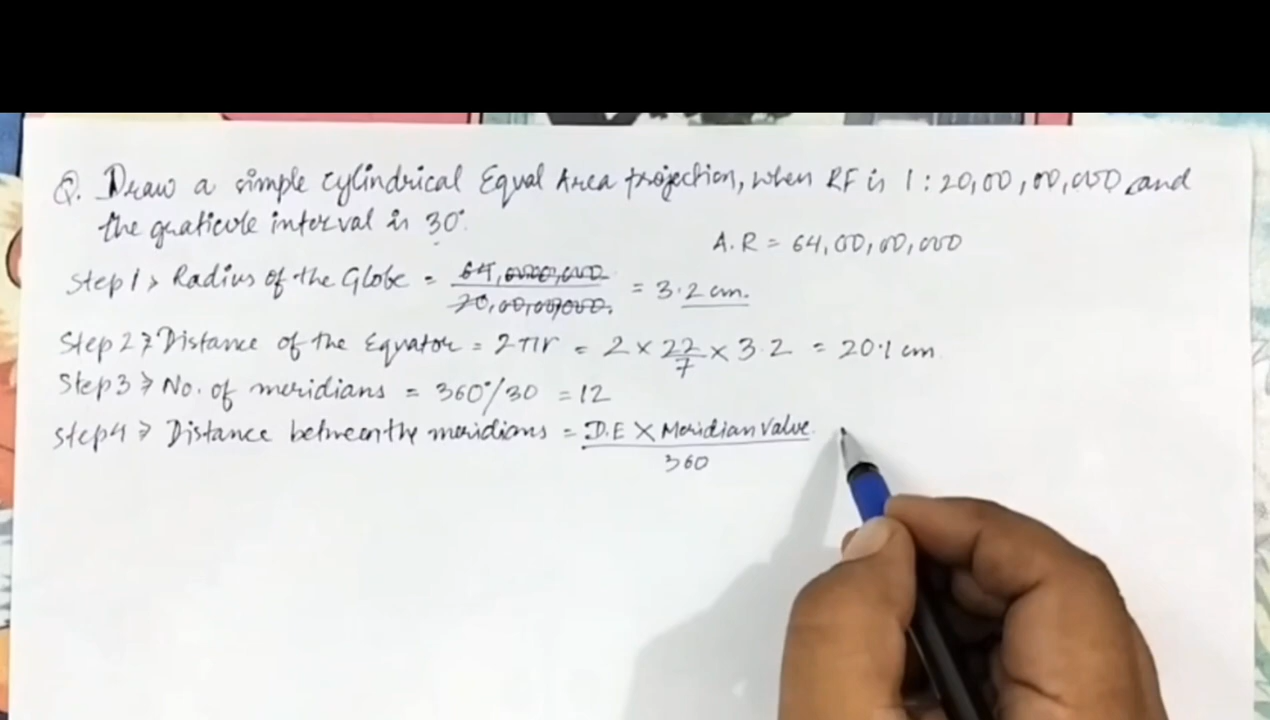 Q. Draw a simple cylindrical Equal Area projection, when RF is 1 : 20,00,00,000 and
the graticule interval is 30°.
A.R = 64,00,00,000
Step 1 > Radius of the Globe = 64,0000,000 / 20,00,00,000. = 3.2 cm.
Step 2 > Distance of the Equator = 2πr = 2 × 22/7 × 3.2 = 20.1 cm
Step 3 > No. of meridians = 360°/30 = 12
Step 4 > Distance between the meridians = D.E × Meridian Value.
360